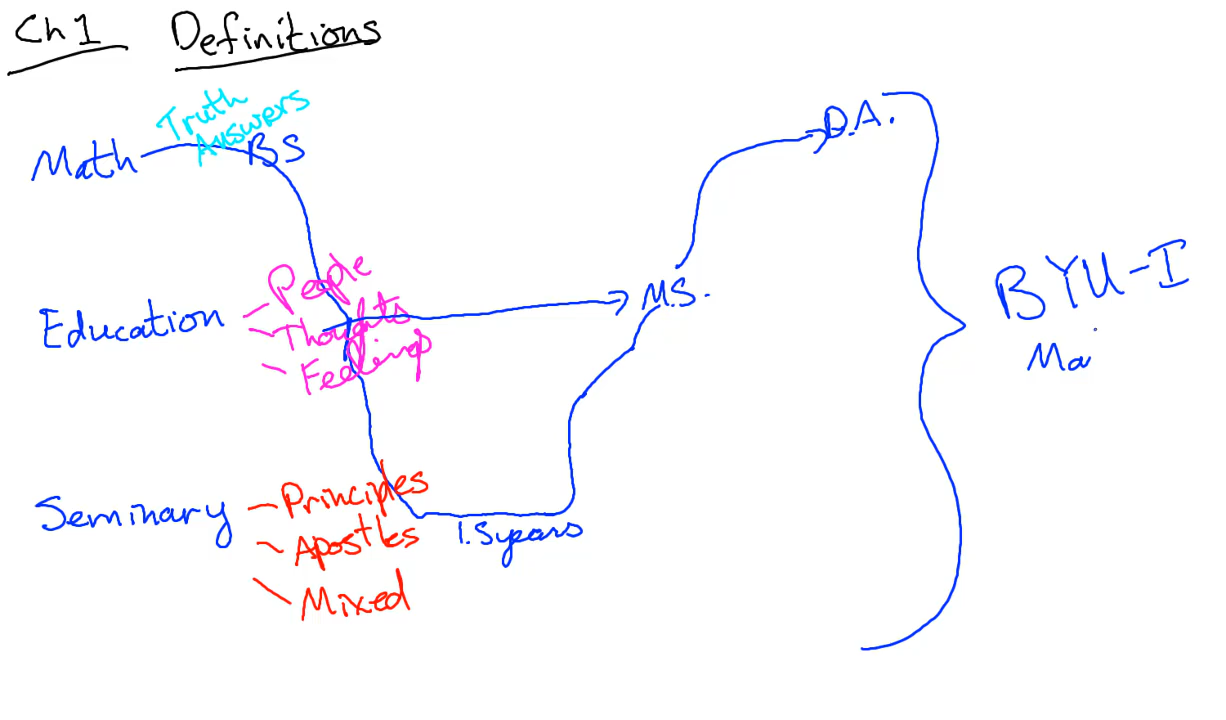 Ch 1 Definitions
Truth
Answers
Math BS
D.A.
People
Education Thoughts
Feelings
M.S.
BYU-I
Ma
Seminary Principles
Apostles
Mixed
1.5 years